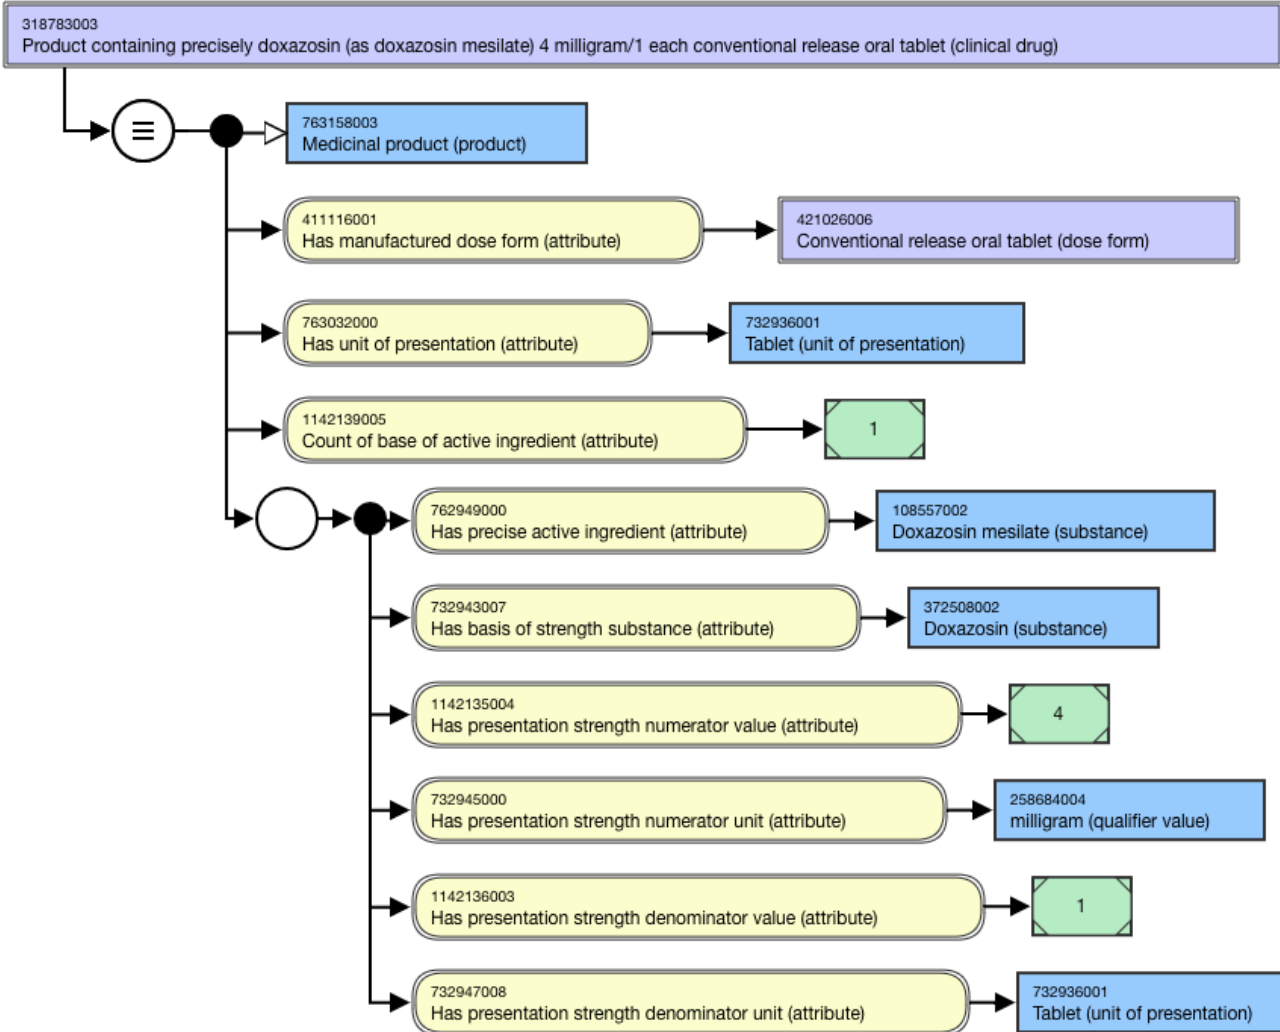 318783003
Product containing precisely doxazosin (as doxazosin mesilate) 4 milligram/1 each conventional release oral tablet (clinical drug)
763158003
Medicinal product (product)
411116001
Has manufactured dose form (attribute)
421026006
Conventional release oral tablet (dose form)
763032000
Has unit of presentation (attribute)
732936001
Tablet (unit of presentation)
1142139005
Count of base of active ingredient (attribute)
1
762949000
Has precise active ingredient (attribute)
108557002
Doxazosin mesilate (substance)
732943007
Has basis of strength substance (attribute)
372508002
Doxazosin (substance)
1142135004
Has presentation strength numerator value (attribute)
4
732945000
Has presentation strength numerator unit (attribute)
258684004
milligram (qualifier value)
1142136003
Has presentation strength denominator value (attribute)
1
732947008
Has presentation strength denominator unit (attribute)
732936001
Tablet (unit of presentation)